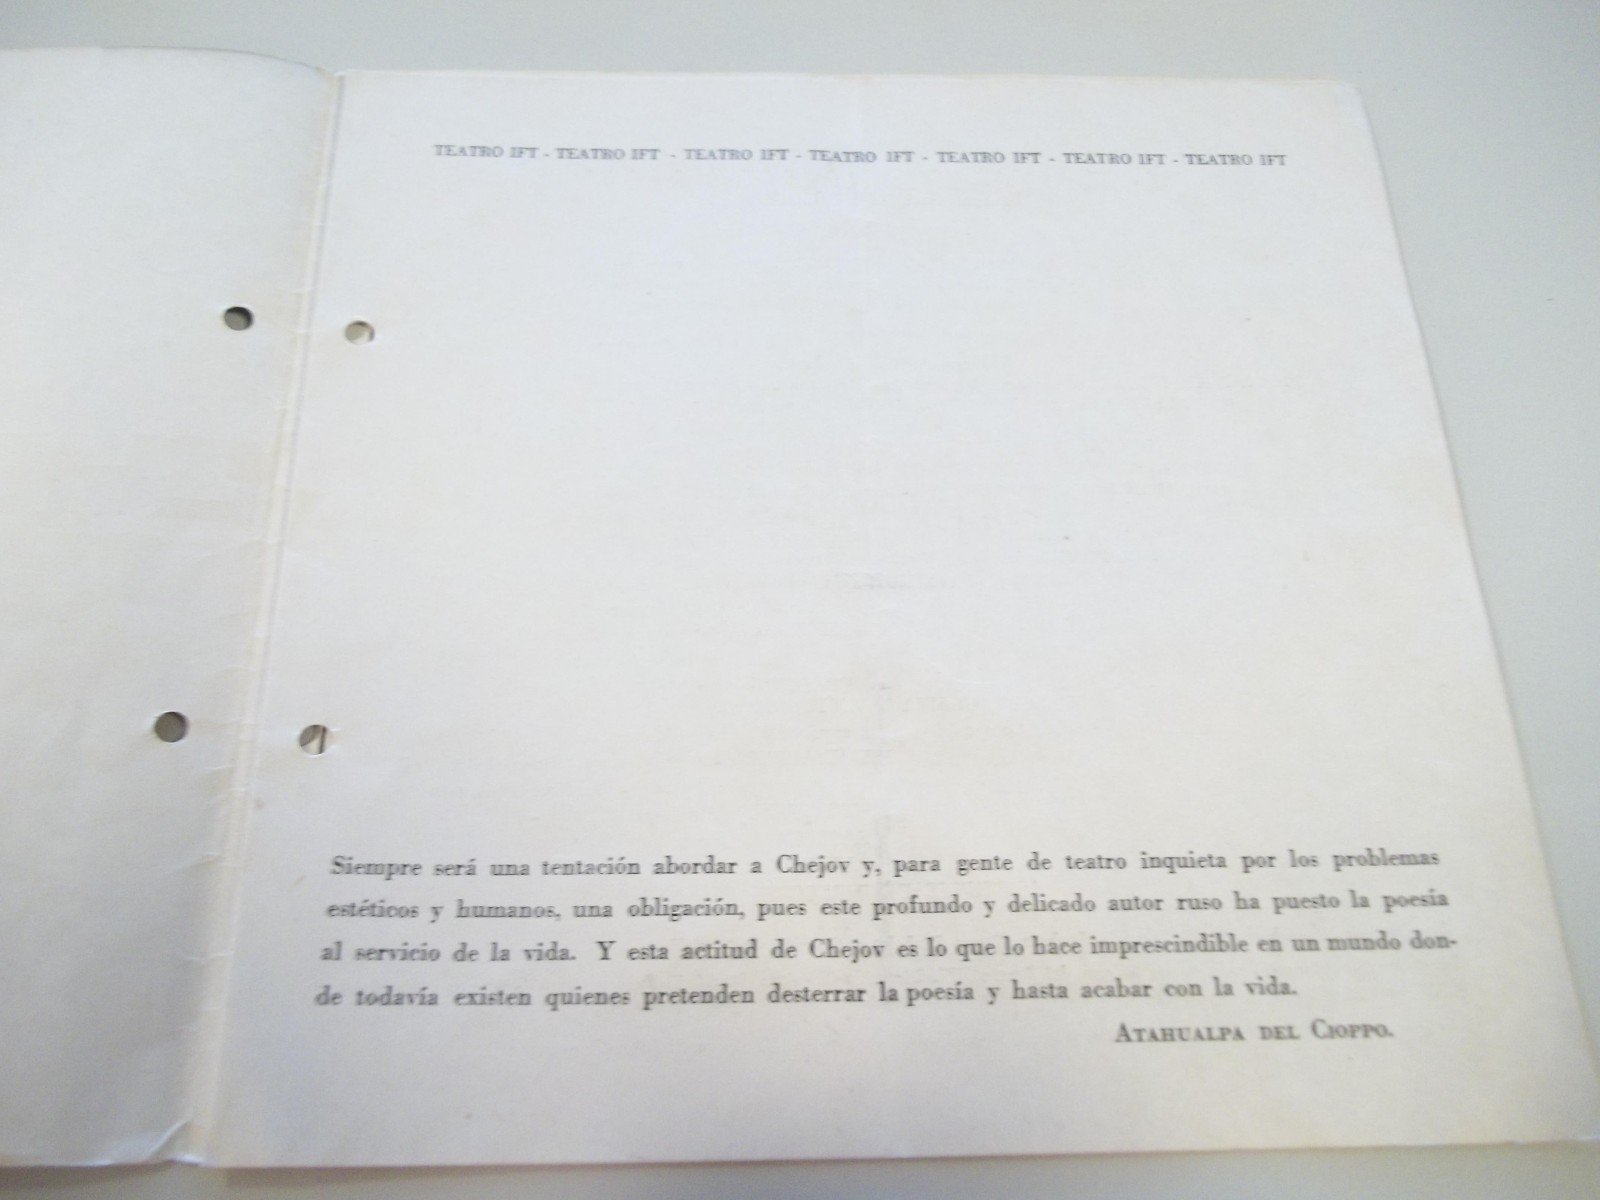 TEATRO IFT - TEATRO IFT - TEATRO IFT - TEATRO IFT - TEATRO IFT - TEATRO IFT - TEATRO IFT
Siempre será una tentación abordar a Chejov y, para gente de teatro inquieta por los problemas
estéticos y humanos, una obligación, pues este profundo y delicado autor ruso ha puesto la poesía
al servicio de la vida. Y esta actitud de Chejov es lo que lo hace imprescindible en un mundo don-
de todavía existen quienes pretenden desterrar la poesía y hasta acabar con la vida.
ATAHUALPA DEL CIOPPO.